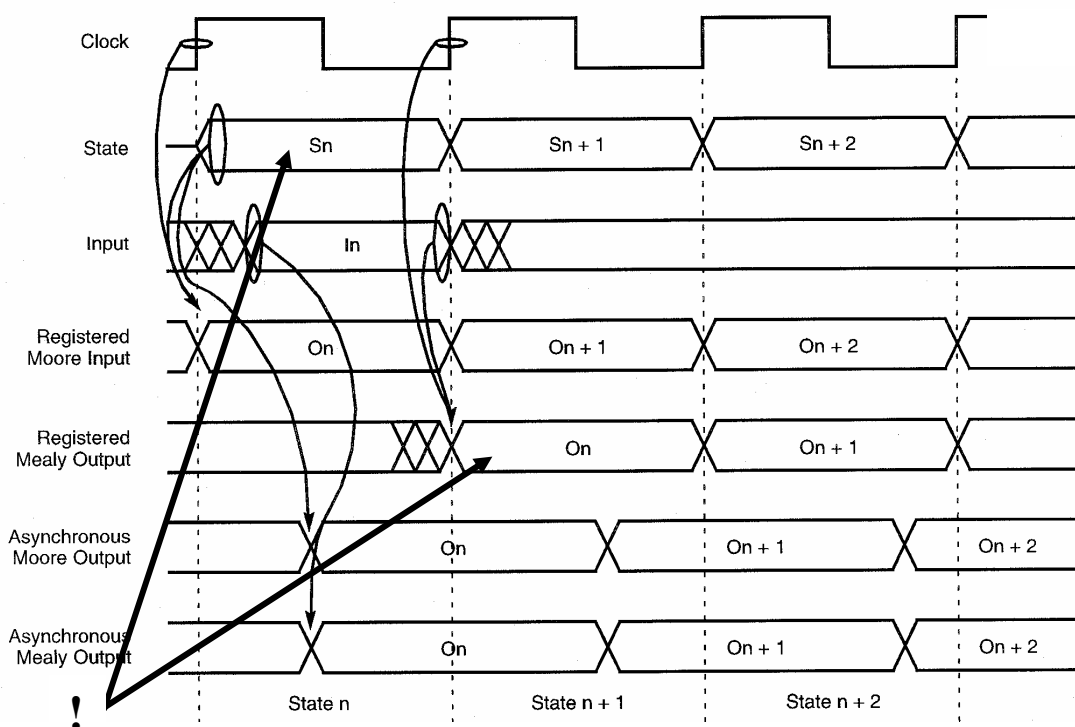 Clock
State
Sn
Sn + 1
Sn + 2
Input
In
Registered
Moore Input
On
On + 1
On + 2
Registered
Mealy Output
On
On + 1
Asynchronous
Moore Output
On
On + 1
On + 2
Asynchronous
Mealy Output
On
On + 1
On + 2
!
State n
State n + 1
State n + 2